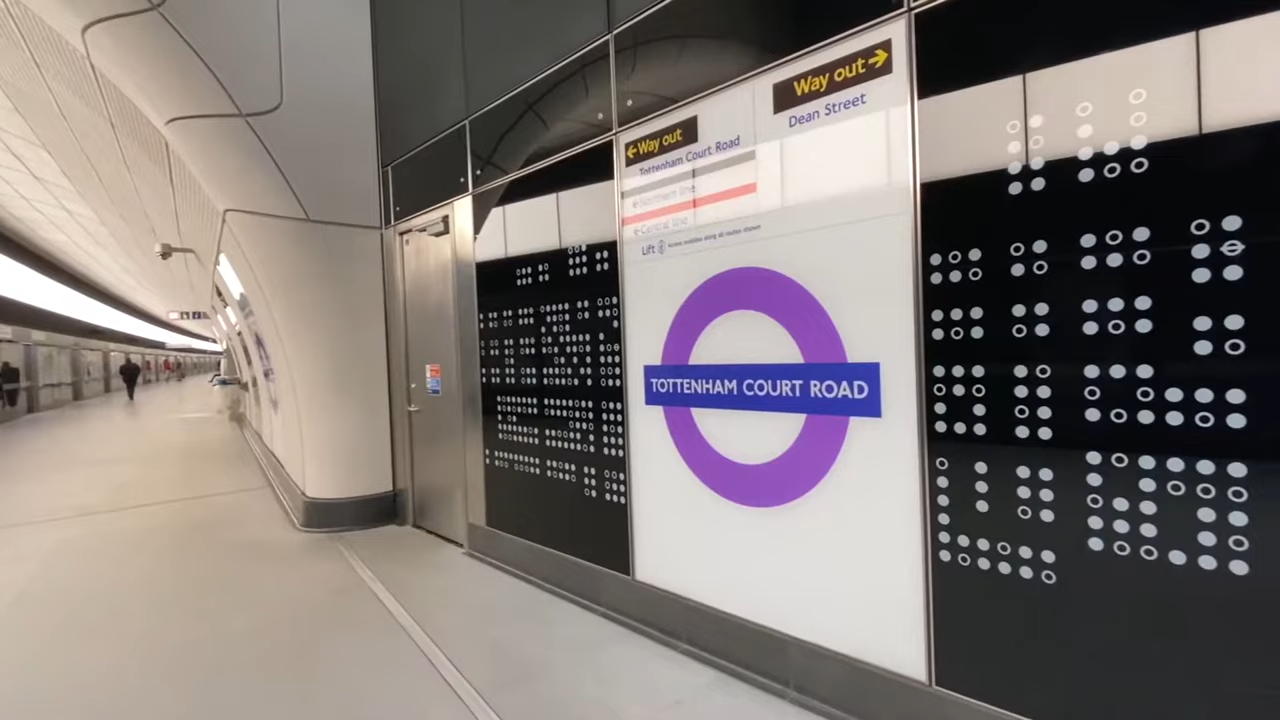 Way out →
Dean Street
← Way out
Tottenham Court Road
← Northern line
← Central line
Lift
TOTTENHAM COURT ROAD